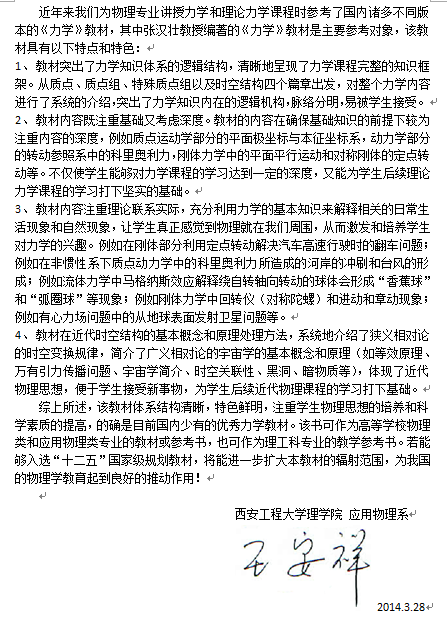 近年来我们为物理专业讲授力学和理论力学课程时参考了国内诸多不同版
本的《力学》教材，其中张汉壮教授编著的《力学》教材是主要参考对象，该教
材具有以下特点和特色：
1、教材突出了力学知识体系的逻辑结构，清晰地呈现了力学课程完整的知识框
架。从质点、质点组、特殊质点组以及时空结构四个篇章出发，对整个力学内容
进行了系统的介绍，突出了力学知识内在的逻辑机构，脉络分明，易被学生接受。
2、教材内容既注重基础又考虑深度。教材的内容在确保基础知识的前提下较为
注重内容的深度，例如质点运动学部分的平面极坐标与本征坐标系，动力学部分
的转动参照系中的科里奥利力，刚体力学中的平面平行运动和对称刚体的定点转
动等。不仅使学生能够对力学课程的学习达到一定的深度，又能为学生后续理论
力学课程的学习打下坚实的基础。
3、教材内容注重理论联系实际，充分利用力学的基本知识来解释相关的日常生
活现象和自然现象，让学生真正感觉到物理就在我们周围，从而激发和培养学生
对力学的兴趣。例如在刚体部分利用定点转动解决汽车高速行驶时的翻车问题；
例如在非惯性系下质点动力学中的科里奥利力所造成的河岸的冲刷和台风的形
成；例如流体力学中马格纳斯效应解释绕自转轴向转动的球体会形成“香蕉球”
和“弧圈球”等现象；例如刚体力学中回转仪（对称陀螺）和进动和章动现象；
例如有心力场问题中的从地球表面发射卫星问题等。
4、教材在近代时空结构的基本概念和原理处理方法，系统地介绍了狭义相对论
的时空变换规律，简介了广义相对论的宇宙学的基本概念和原理（如等效原理、
万有引力传播问题、宇宙学简介、时空关联性、黑洞、暗物质等），体现了近代
物理思想，便于学生接受新事物，为学生后续近代物理课程的学习打下基础。
综上所述，该教材体系结构清晰，特色鲜明，注重学生物理思想的培养和科
学素质的提高，的确是目前国内少有的优秀力学教材。该书可作为高等学校物理
类和应用物理类专业的教材或参考书，也可作为理工科专业的教学参考书。若能
够入选“十二五”国家级规划教材，将能进一步扩大本教材的辐射范围，为我国
的物理学教育起到良好的推动作用！
西安工程大学理学院 应用物理系
王安祥
2014.3.28